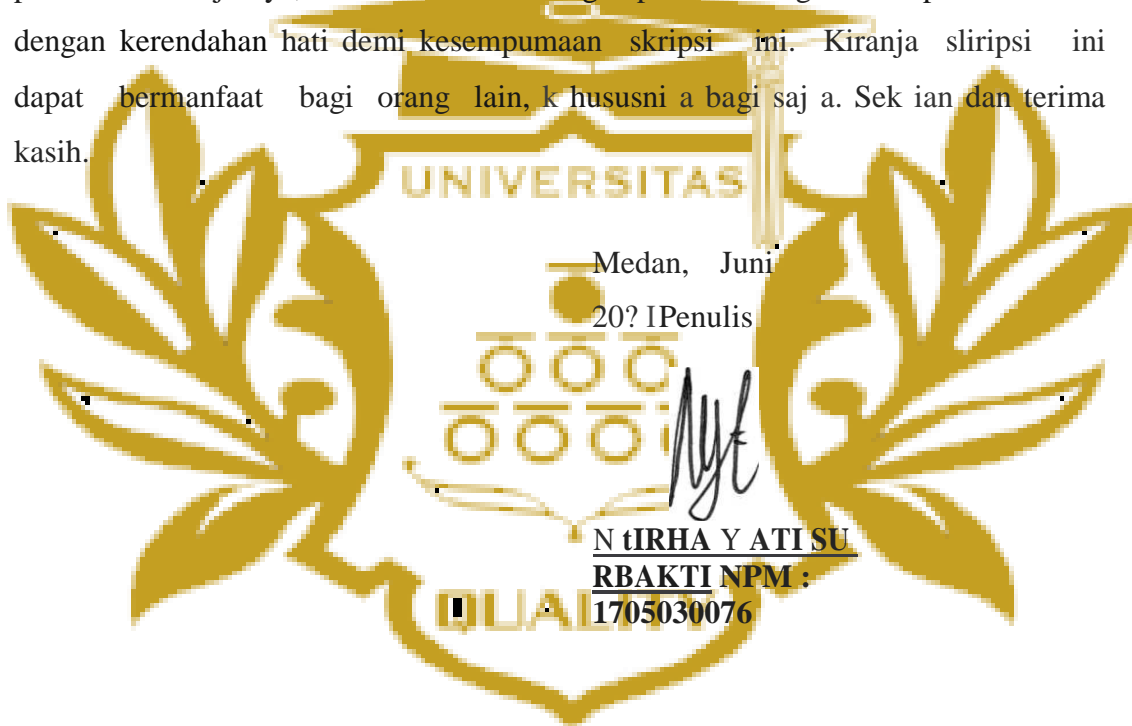 dengan kerendahan hati demi kesempumaan skripsi ini. Kiranja sliripsi ini
dapat bermanfaat bagi orang lain, k hususni a bagi saj a. Sek ian dan terima
kasih.
UNIVERSITAS
Medan, Juni
20? IPenulis
N tIRHA Y ATI SU
RBAKTI NPM :
1705030076
QUALITY